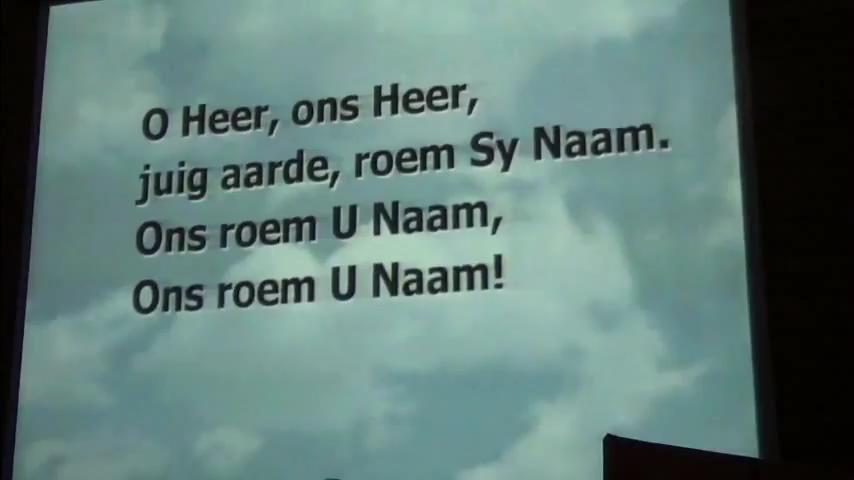 O Heer, ons Heer,
juig aarde, roem Sy Naam.
Ons roem U Naam,
Ons roem U Naam!